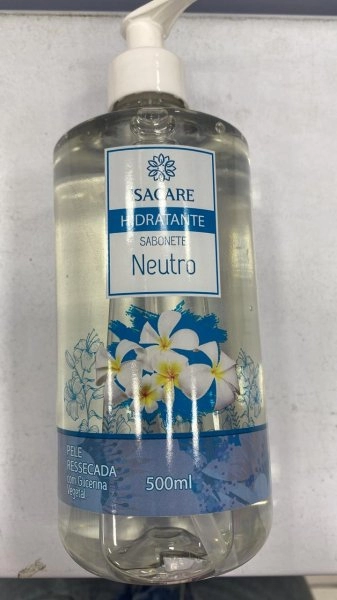 ISACARE
HIDRATANTE
SABONETE
Neutro
PELE
RESSECADA
com Glicerina
Vegetal
500ml